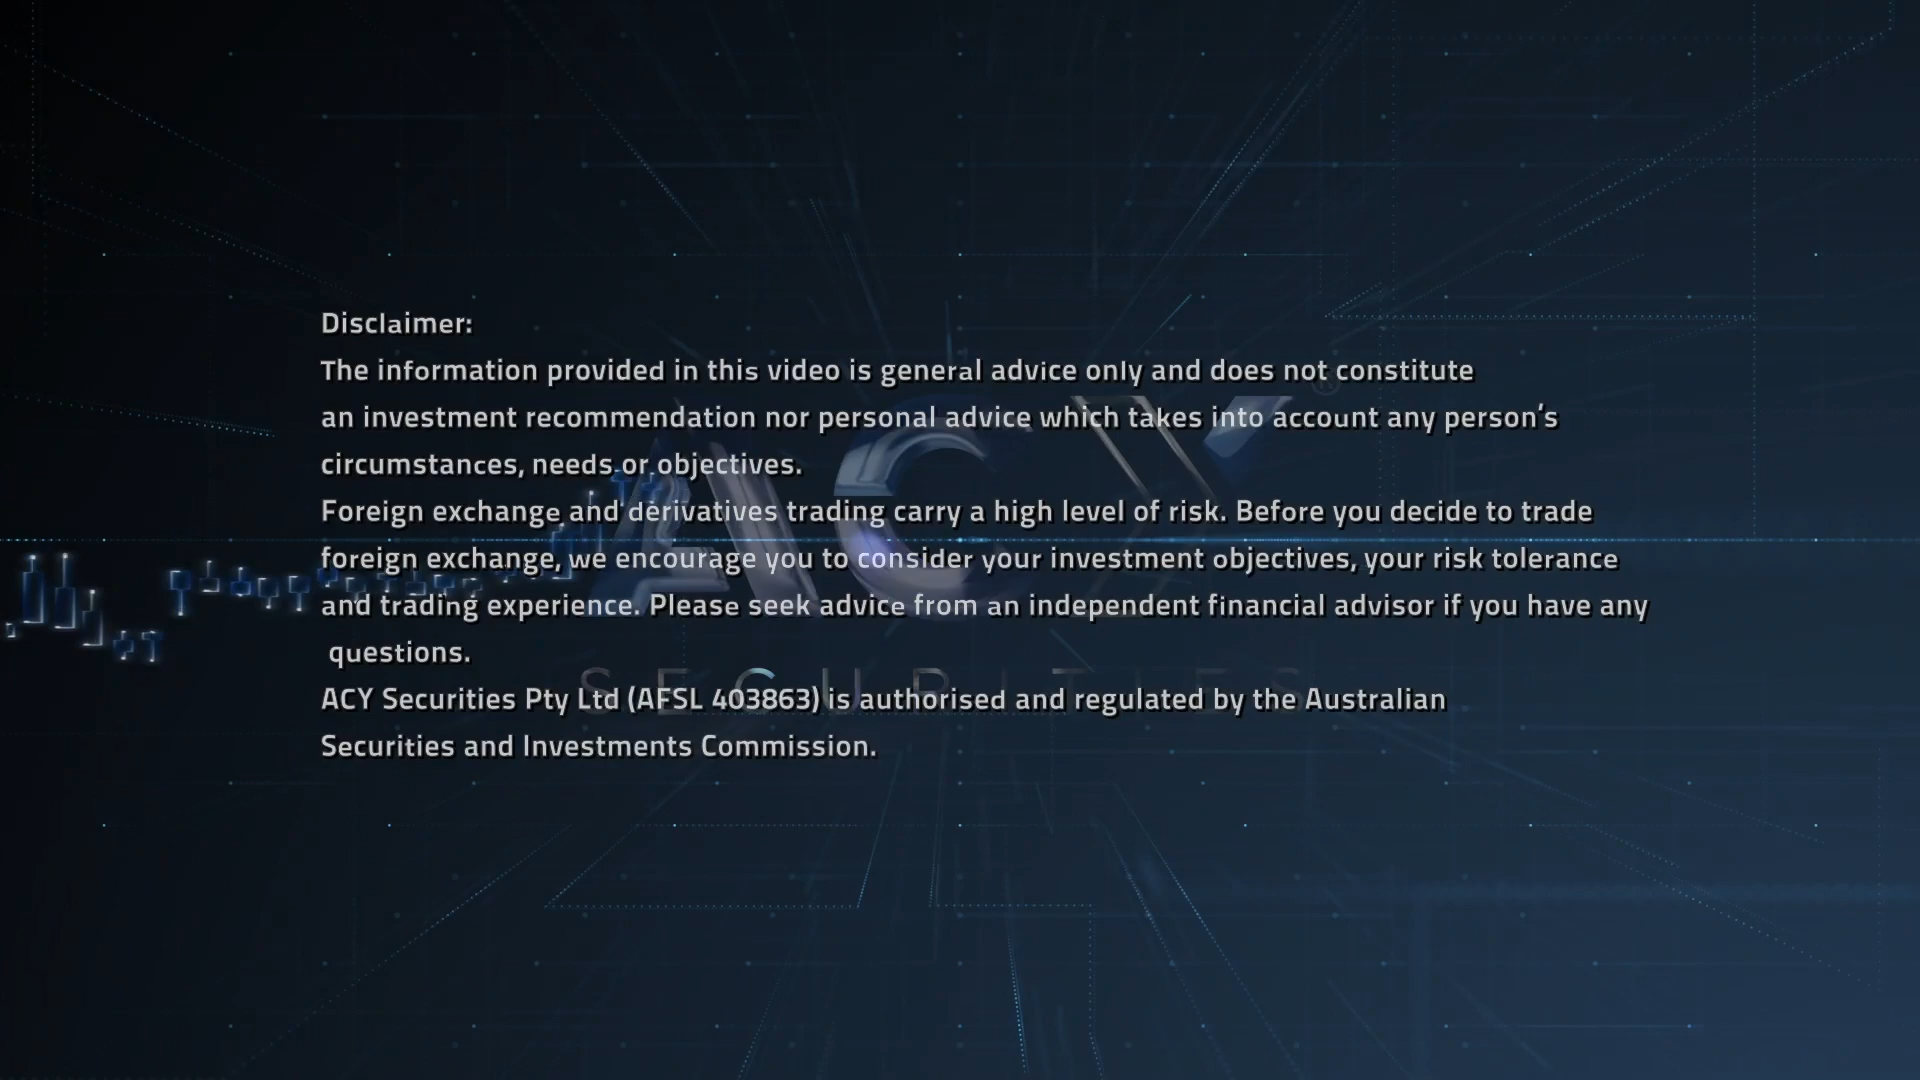 Disclaimer:
The information provided in this video is general advice only and does not constitute
an investment recommendation nor personal advice which takes into account any person's
circumstances, needs or objectives.
Foreign exchange and derivatives trading carry a high level of risk. Before you decide to trade
foreign exchange, we encourage you to consider your investment objectives, your risk tolerance
and trading experience. Please seek advice from an independent financial advisor if you have any
questions.
ACY Securities Pty Ltd (AFSL 403863) is authorised and regulated by the Australian
Securities and Investments Commission.
ACY ®
SECURITIES